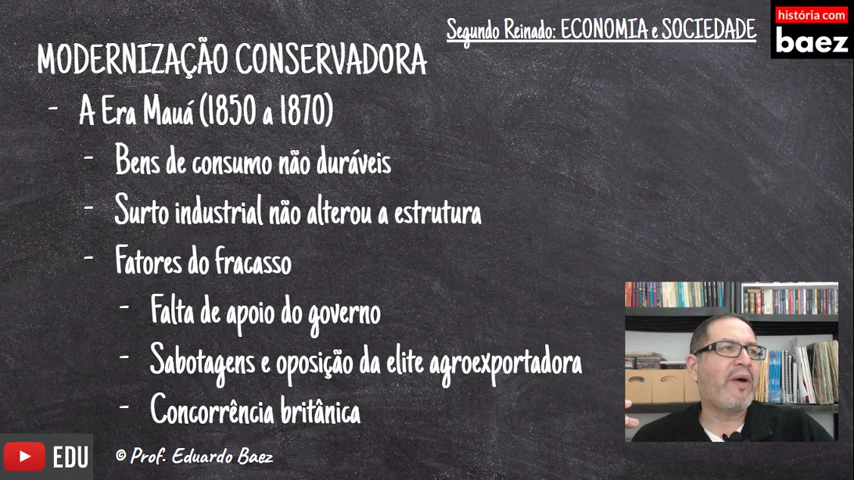 Segundo Reinado: ECONOMIA e SOCIEDADE
história com
baez
MODERNIZAÇÃO CONSERVADORA
- A Era Mauá (1850 a 1870)
- Bens de consumo não duráveis
- Surto industrial não alterou a estrutura
- Fatores do fracasso
- Falta de apoio do governo
- Sabotagens e oposição da elite agroexportadora
- Concorrência britânica
EDU
© Prof. Eduardo Baez